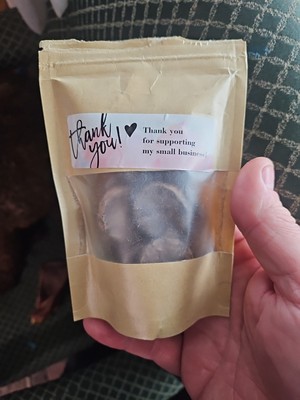 thank you!
Thank you
for supporting
my small business